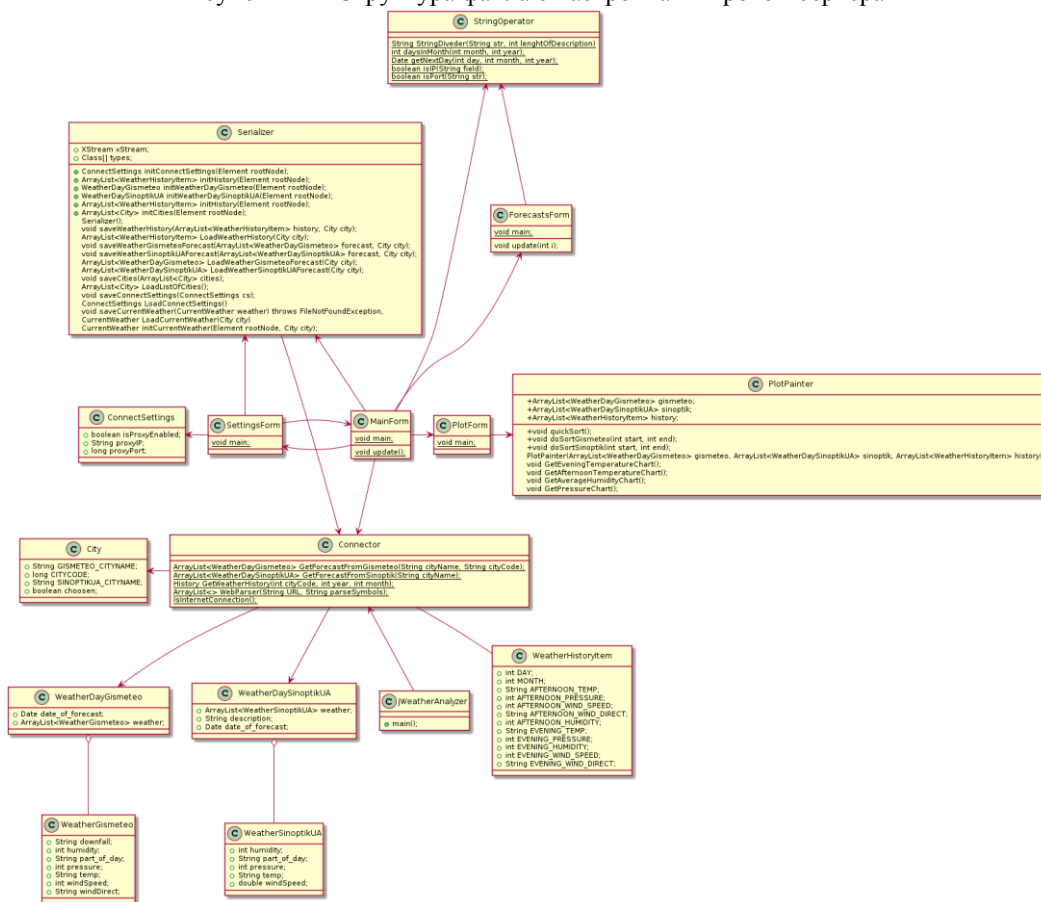 C StringOperator
String StringDiveder(String str, int lenghtOfDescription)
int daysInMonth(int month, int year);
Date getNextDay(int day, int month, int year);
boolean isIP(String field);
boolean isPort(String str);
C Serializer
XStream xStream;
Class[] types;
ConnectSettings initConnectSettings(Element rootNode);
ArrayList<WeatherHistoryItem> initHistory(Element rootNode);
WeatherDayGismeteo initWeatherDayGismeteo(Element rootNode);
WeatherDaySinoptikUA initWeatherDaySinoptikUA(Element rootNode);
ArrayList<WeatherHistoryItem> initHistory(Element rootNode);
ArrayList<City> initCities(Element rootNode);
Serializer();
void saveWeatherHistory(ArrayList<WeatherHistoryItem> history, City city);
ArrayList<WeatherHistoryItem> LoadWeatherHistory(City city);
void saveWeatherGismeteoForecast(ArrayList<WeatherDayGismeteo> forecast, City city);
void saveWeatherSinoptikUAForecast(ArrayList<WeatherDaySinoptikUA> forecast, City city);
ArrayList<WeatherDayGismeteo> LoadWeatherGismeteoForecast(City city);
ArrayList<WeatherDaySinoptikUA> LoadWeatherSinoptikUAForecast(City city);
void saveCities(ArrayList<City> cities);
ArrayList<City> LoadListOfCities();
void saveConnectSettings(ConnectSettings cs);
ConnectSettings LoadConnectSettings()
void saveCurrentWeather(CurrentWeather weather) throws FileNotFoundException,
CurrentWeather LoadCurrentWeather(City city)
CurrentWeather initCurrentWeather(Element rootNode, City city);
C ForecastsForm
void main;
void update(int i);
C ConnectSettings
boolean isProxyEnabled;
String proxyIP;
long proxyPort;
C SettingsForm
void main;
C MainForm
void main;
void update();
C PlotForm
void main;
C PlotPainter
+ArrayList<WeatherDayGismeteo> gismeteo;
+ArrayList<WeatherDaySinoptikUA> sinoptik;
+ArrayList<WeatherHistoryItem> history;
+void quickSort();
+void doSortGismeteo(int start, int end);
+void doSortSinoptik(int start, int end);
PlotPainter(ArrayList<WeatherDayGismeteo> gismeteo, ArrayList<WeatherDaySinoptikUA> sinoptik, ArrayList<WeatherHistoryItem> history
void GetEveningTemperatureChart();
void GetAfternoonTemperatureChart();
void GetAverageHumidityChart();
void GetPressureChart();
C City
String GISMETEO_CITYNAME;
long CITYCODE;
String SINOPTIKUA_CITYNAME;
boolean choosen;
C Connector
ArrayList<WeatherDayGismeteo> GetForecastFromGismeteo(String cityName, String cityCode);
ArrayList<WeatherDaySinoptikUA> GetForecastFromSinoptik(String cityName);
History GetWeatherHistory(int cityCode, int year, int month);
ArrayList<> WebParser(String URL, String parseSymbols);
isInternetConnection();
C WeatherDayGismeteo
Date date_of_forecast;
ArrayList<WeatherGismeteo> weather;
C WeatherDaySinoptikUA
ArrayList<WeatherSinoptikUA> weather;
String description;
Date date_of_forecast;
C JWeatherAnalyzer
main();
C WeatherHistoryItem
int DAY;
int MONTH;
String AFTERNOON_TEMP;
int AFTERNOON_PRESSURE;
int AFTERNOON_WIND_SPEED;
String AFTERNOON_WIND_DIRECT;
int AFTERNOON_HUMIDITY;
String EVENING_TEMP;
int EVENING_PRESSURE;
int EVENING_HUMIDITY;
int EVENING_WIND_SPEED;
String EVENING_WIND_DIRECT;
C WeatherGismeteo
String downfall;
int humidity;
String part_of_day;
int pressure;
String temp;
int windSpeed;
String windDirect;
C WeatherSinoptikUA
int humidity;
String part_of_day;
int pressure;
String temp;
double windSpeed;